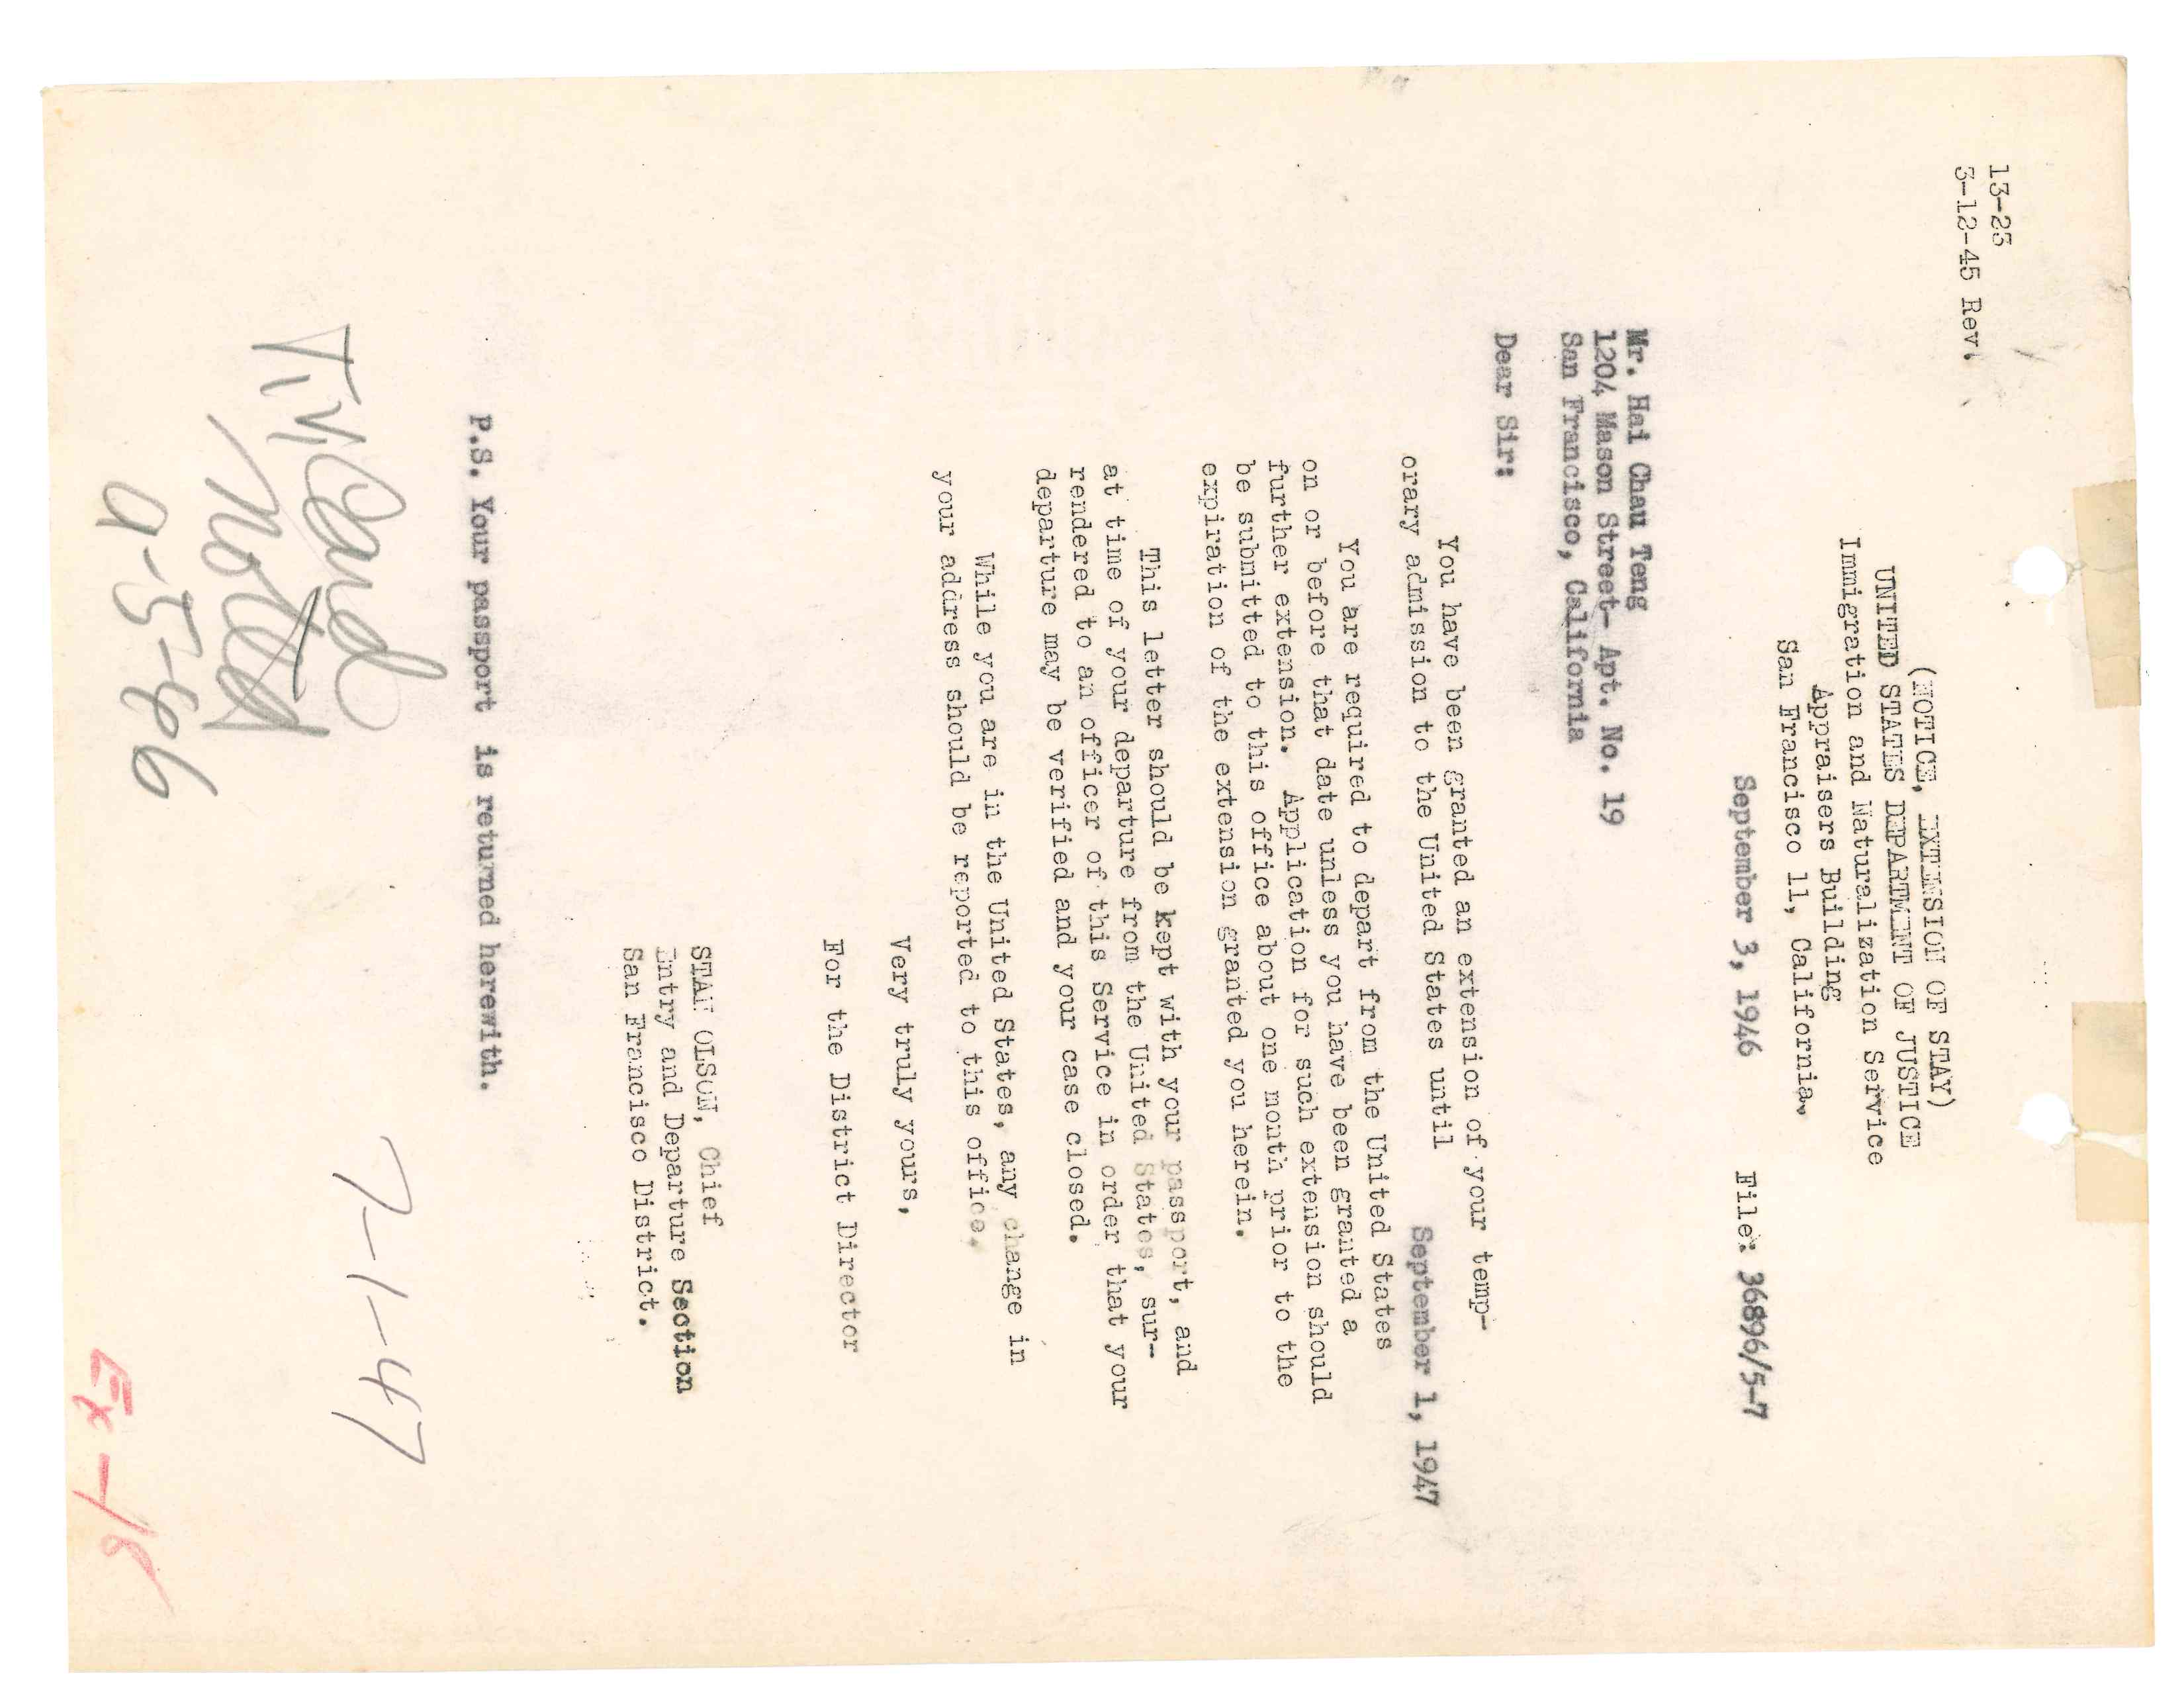 13-23
3-12-45 Rev.
(NOTICE, EXTENSION OF STAY)
UNITED STATES DEPARTMENT OF JUSTICE
Immigration and Naturalization Service
Appraisers Building
San Francisco 11, California.
September 3, 1946 File: 36896/5-7
Mr. Hai Chau Teng
1204 Mason Street- Apt. No. 19
San Francisco, California
Dear Sir:
You have been granted an extension of your temp-
orary admission to the United States until September 1, 1947
You are required to depart from the United States
on or before that date unless you have been granted a
further extension. Application for such extension should
be submitted to this office about one month prior to the
expiration of the extension granted you herein.
This letter should be kept with your passport, and
at time of your departure from the United States, sur-
rendered to an officer of this Service in order that your
departure may be verified and your case closed.
While you are in the United States, any change in
your address should be reported to this office.
Very truly yours,
For the District Director
STAN OLSON, Chief
Entry and Departure Section
San Francisco District.
P.S. Your passport is returned herewith.
7-1-47
T.V. Card
noted
9-5-46
Ex-18